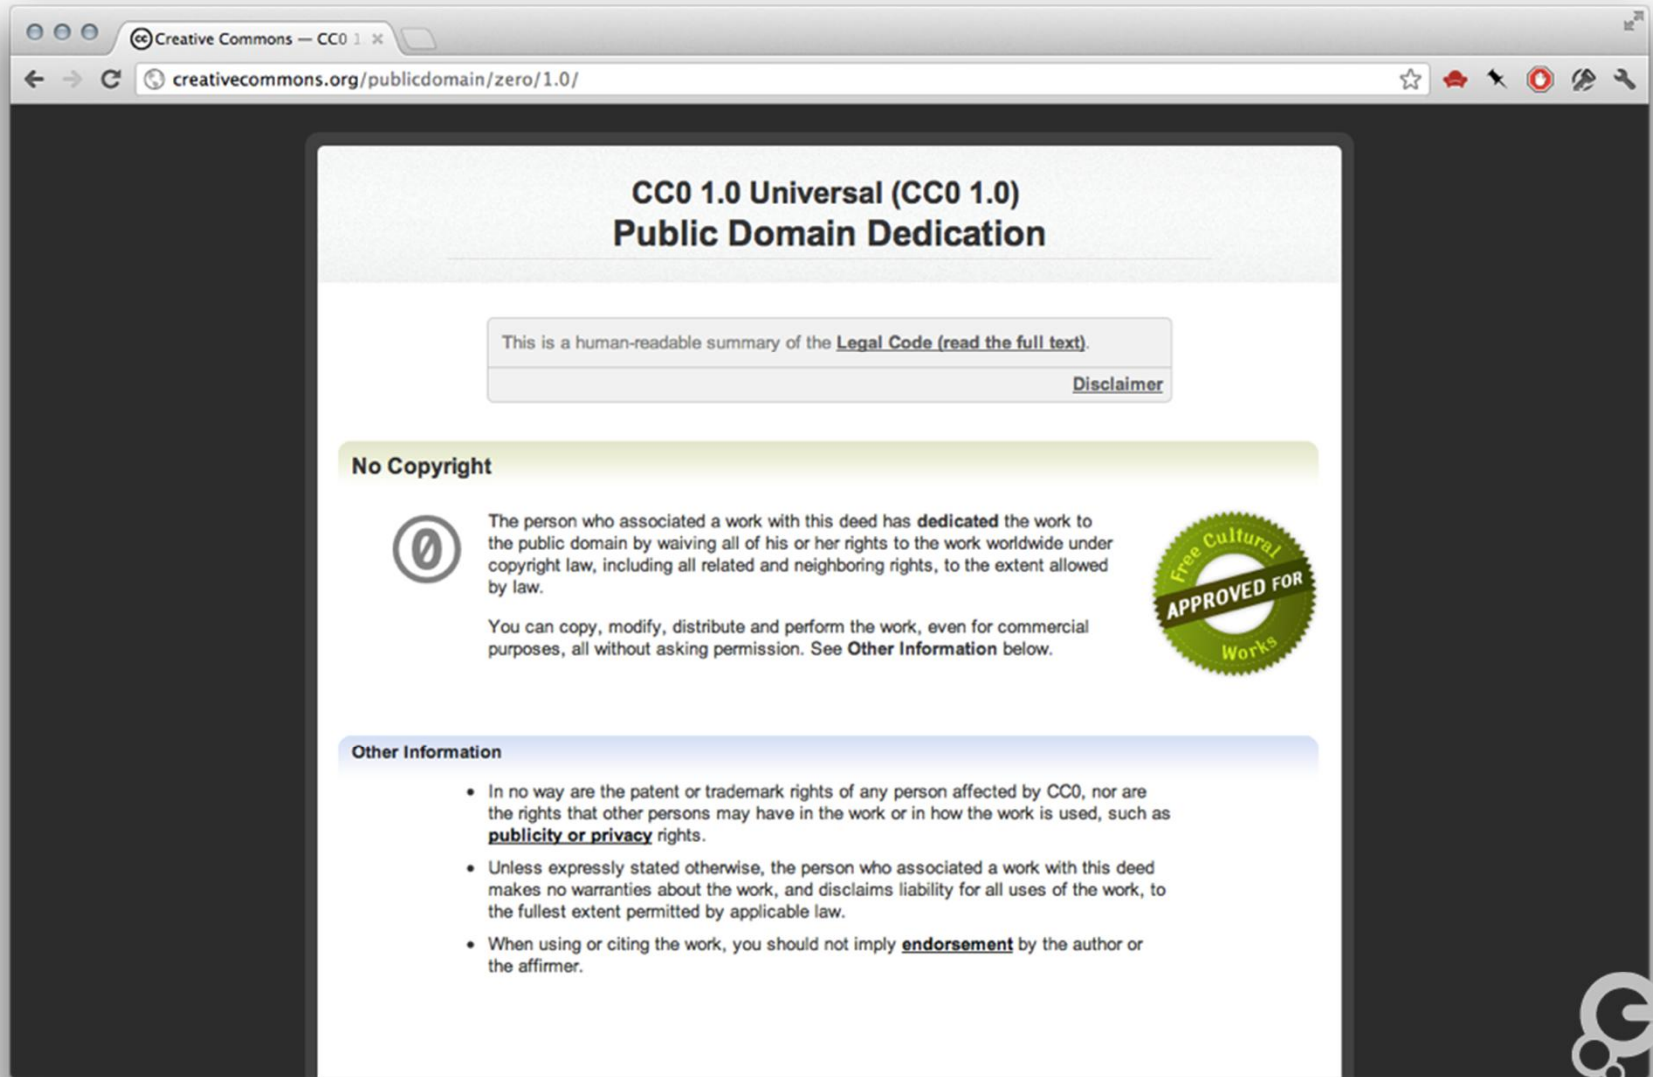 Creative Commons — CC0 1
creativecommons.org/publicdomain/zero/1.0/
CC0 1.0 Universal (CC0 1.0)
Public Domain Dedication
This is a human-readable summary of the Legal Code (read the full text).
Disclaimer
No Copyright
The person who associated a work with this deed has dedicated the work to
the public domain by waiving all of his or her rights to the work worldwide under
copyright law, including all related and neighboring rights, to the extent allowed
by law.
You can copy, modify, distribute and perform the work, even for commercial
purposes, all without asking permission. See Other Information below.
Free Cultural
APPROVED FOR
Works
Other Information
• In no way are the patent or trademark rights of any person affected by CC0, nor are
the rights that other persons may have in the work or in how the work is used, such as
publicity or privacy rights.
• Unless expressly stated otherwise, the person who associated a work with this deed
makes no warranties about the work, and disclaims liability for all uses of the work, to
the fullest extent permitted by applicable law.
• When using or citing the work, you should not imply endorsement by the author or
the affirmer.